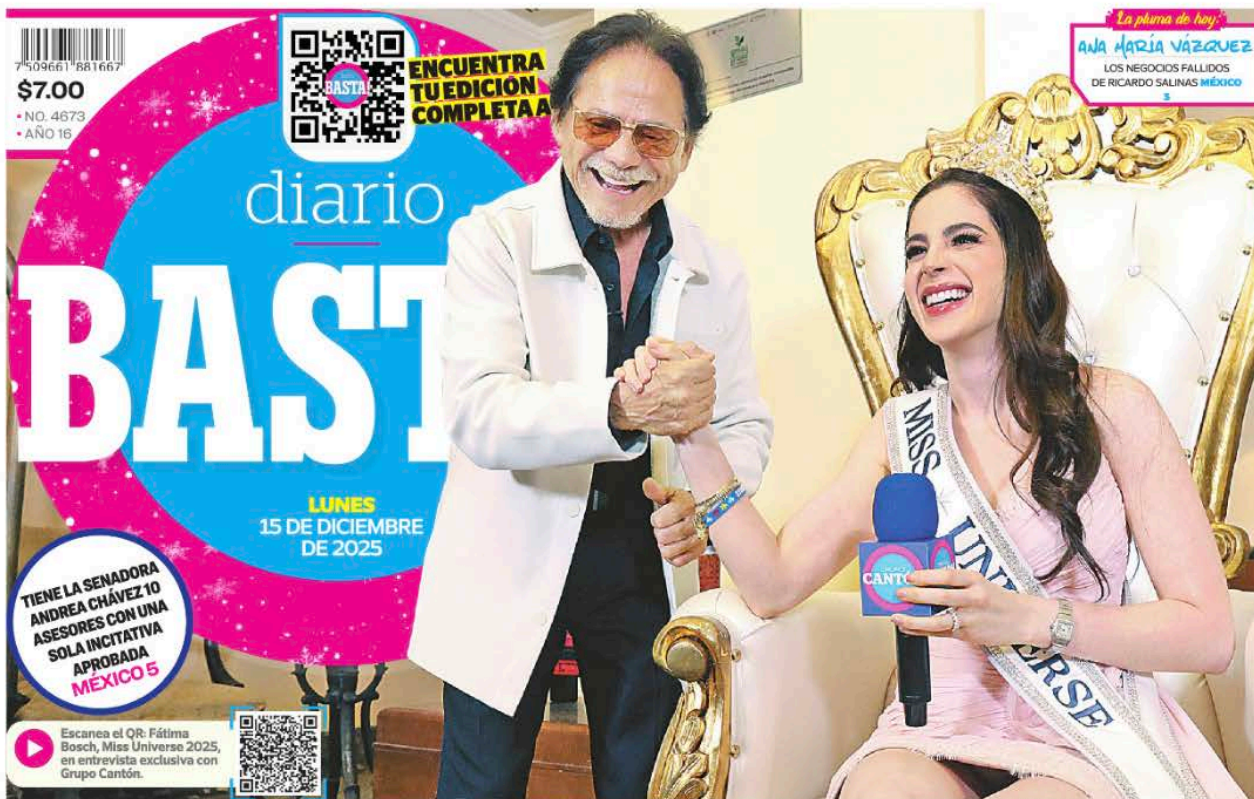 7 509661 881667
$7.00
• NO. 4673
• AÑO 16
BASTA!
ENCUENTRA
TU EDICIÓN
COMPLETA A
La pluma de hoy:
ANA MARÍA VÁZQUEZ
LOS NEGOCIOS FALLIDOS
DE RICARDO SALINAS MÉXICO
3
diario
BAST
LUNES
15 DE DICIEMBRE
DE 2025
MISS UNIVERSE
CANTÓ
TIENE LA SENADORA
ANDREA CHÁVEZ 10
ASESORES CON UNA
SOLA INCITATIVA
APROBADA
MÉXICO 5
Escanea el QR: Fátima
Bosch, Miss Universe 2025,
en entrevista exclusiva con
Grupo Cantón.